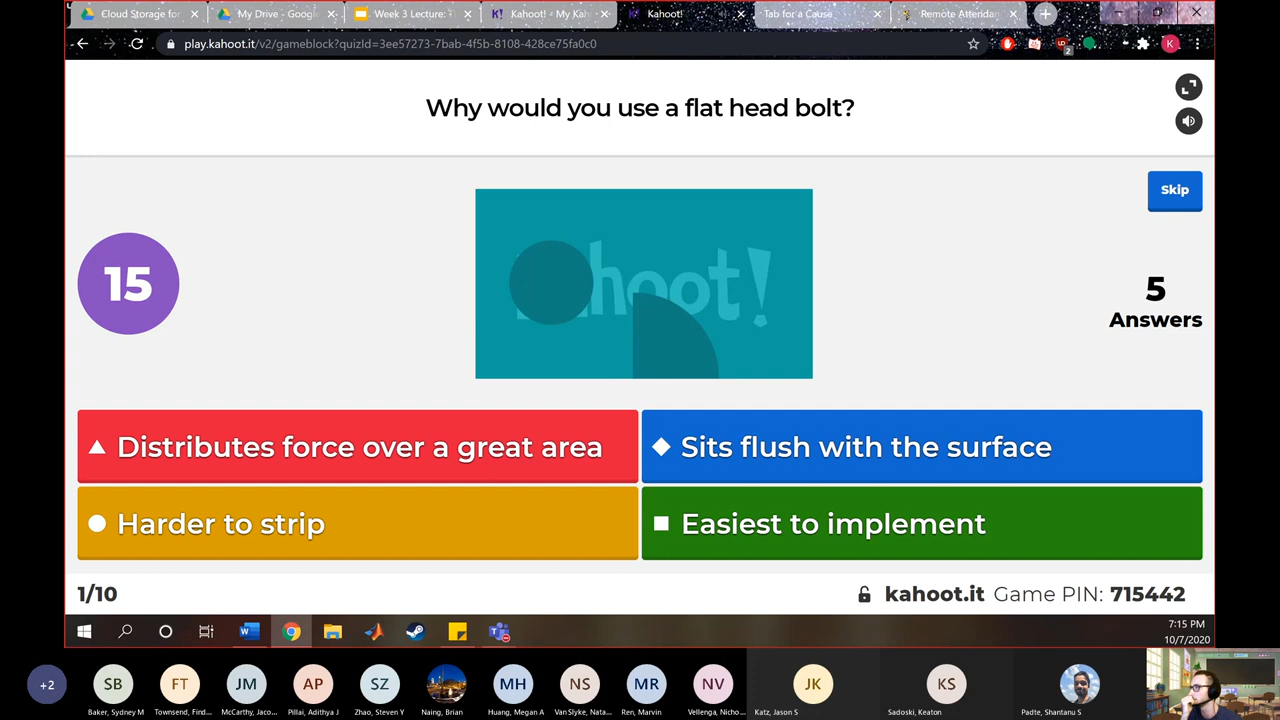 Cloud Storage for
My Drive - Google
Week 3 Lecture:
Kahoot! - My Kah
Kahoot!
Tab for a Cause
Remote Attendan
play.kahoot.it/v2/gameblock?quizId=3ee57273-7bab-4f5b-8108-428ce75fa0c0
2
K
Why would you use a flat head bolt?
Skip
15
Kahoot!
5
Answers
Distributes force over a great area
Sits flush with the surface
Harder to strip
Easiest to implement
1/10
kahoot.it Game PIN: 715442
7:15 PM
10/7/2020
+2
SB
FT
JM
AP
SZ
MH
NS
MR
NV
JK
KS
Baker, Sydney M
Townsend, Find...
McCarthy, Jaco...
Pillai, Adithya J
Zhao, Steven Y
Naing, Brian
Huang, Megan A
Van Slyke, Nata...
Ren, Marvin
Vellenga, Nicho...
Katz, Jason S
Sadoski, Keaton
Padte, Shantanu S